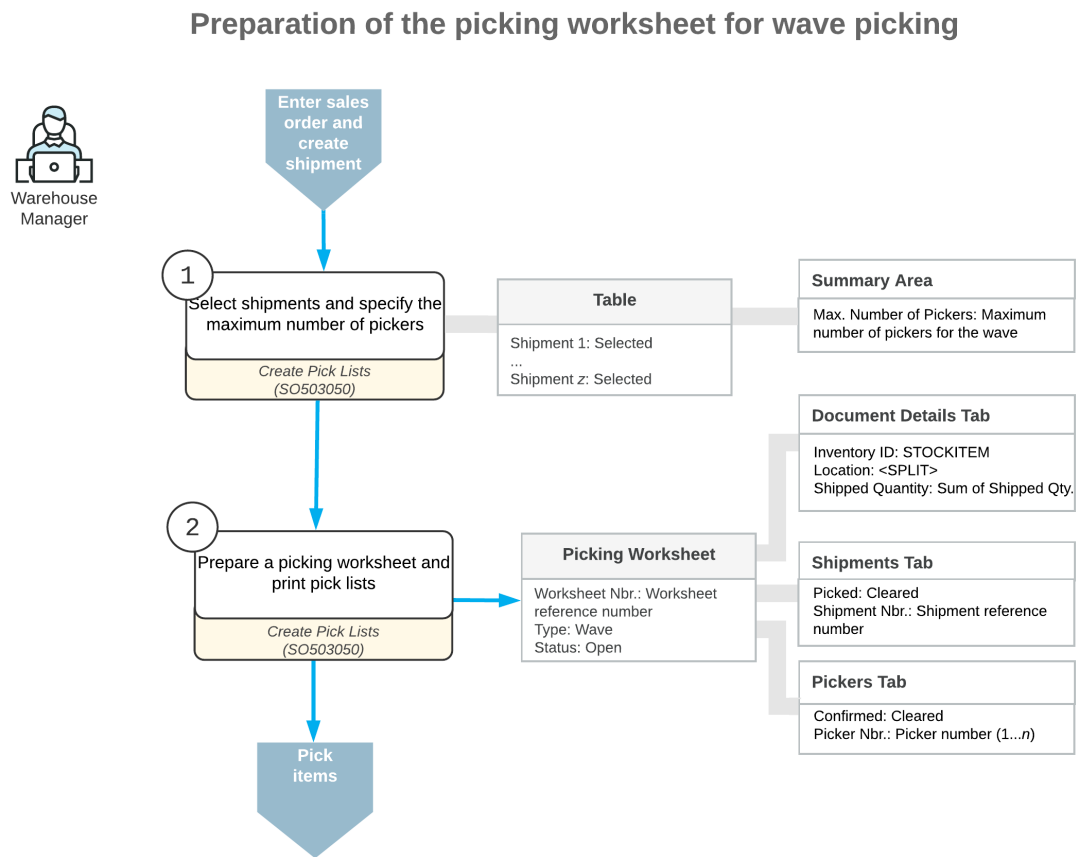 Preparation of the picking worksheet for wave picking
Enter sales
order and
create
shipment
Warehouse
Manager
1
Select shipments and specify the
maximum number of pickers
Create Pick Lists
(SO503050)
Table
Shipment 1: Selected
...
Shipment z: Selected
Summary Area
Max. Number of Pickers: Maximum
number of pickers for the wave
Document Details Tab
Inventory ID: STOCKITEM
Location: <SPLIT>
Shipped Quantity: Sum of Shipped Qty.
2
Prepare a picking worksheet and
print pick lists
Create Pick Lists
(SO503050)
Picking Worksheet
Worksheet Nbr.: Worksheet
reference number
Type: Wave
Status: Open
Shipments Tab
Picked: Cleared
Shipment Nbr.: Shipment reference
number
Pickers Tab
Confirmed: Cleared
Picker Nbr.: Picker number (1...n)
Pick
items